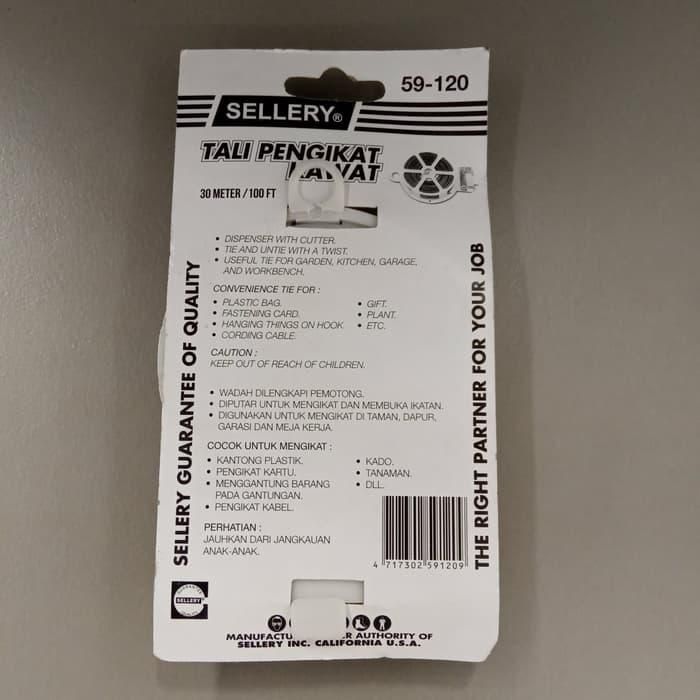 59-120
SELLERY®
TALI PENGIKAT
KAWAT
30 METER / 100 FT
• DISPENSER WITH CUTTER.
• TIE AND UNTIE WITH A TWIST.
• USEFUL TIE FOR GARDEN, KITCHEN, GARAGE,
AND WORKBENCH.
CONVENIENCE TIE FOR :
• PLASTIC BAG.
• FASTENING CARD.
• HANGING THINGS ON HOOK
• CORDING CABLE.
• GIFT.
• PLANT.
• ETC.
CAUTION :
KEEP OUT OF REACH OF CHILDREN.
• WADAH DILENGKAPI PEMOTONG.
• DIPUTAR UNTUK MENGIKAT DAN MEMBUKA IKATAN.
• DIGUNAKAN UNTUK MENGIKAT DI TAMAN, DAPUR,
GARASI DAN MEJA KERJA.
COCOK UNTUK MENGIKAT :
• KANTONG PLASTIK.
• PENGIKAT KARTU.
• MENGGANTUNG BARANG
PADA GANTUNGAN.
• PENGIKAT KABEL.
• KADO.
• TANAMAN.
• DLL.
PERHATIAN :
JAUHKAN DARI JANGKAUAN
ANAK-ANAK.
4 717302 591209
SELLERY GUARANTEE OF QUALITY
THE RIGHT PARTNER FOR YOUR JOB
SELLERY
AUTHORITY OF
SELLERY INC. CALIFORNIA U.S.A.